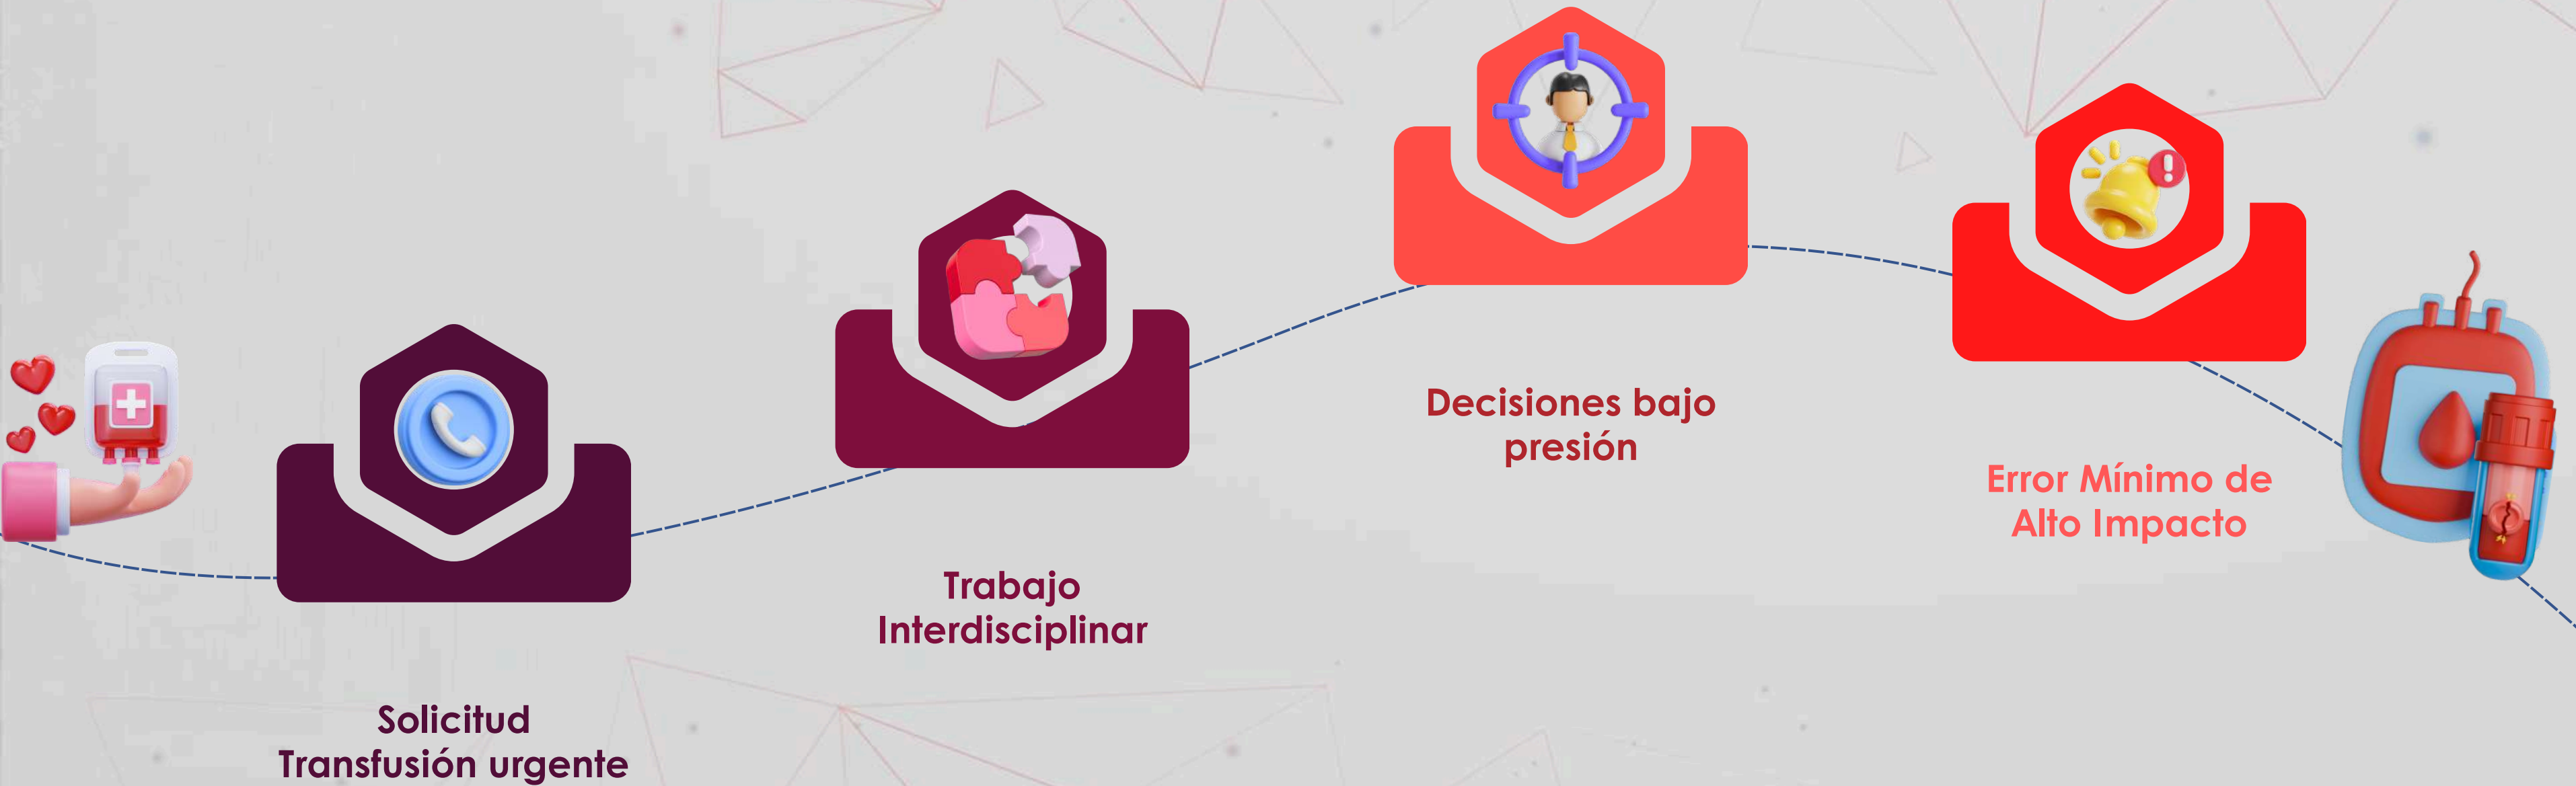 Solicitud
Transfusión urgente
Trabajo
Interdisciplinar
Decisiones bajo
presión
Error Mínimo de
Alto Impacto